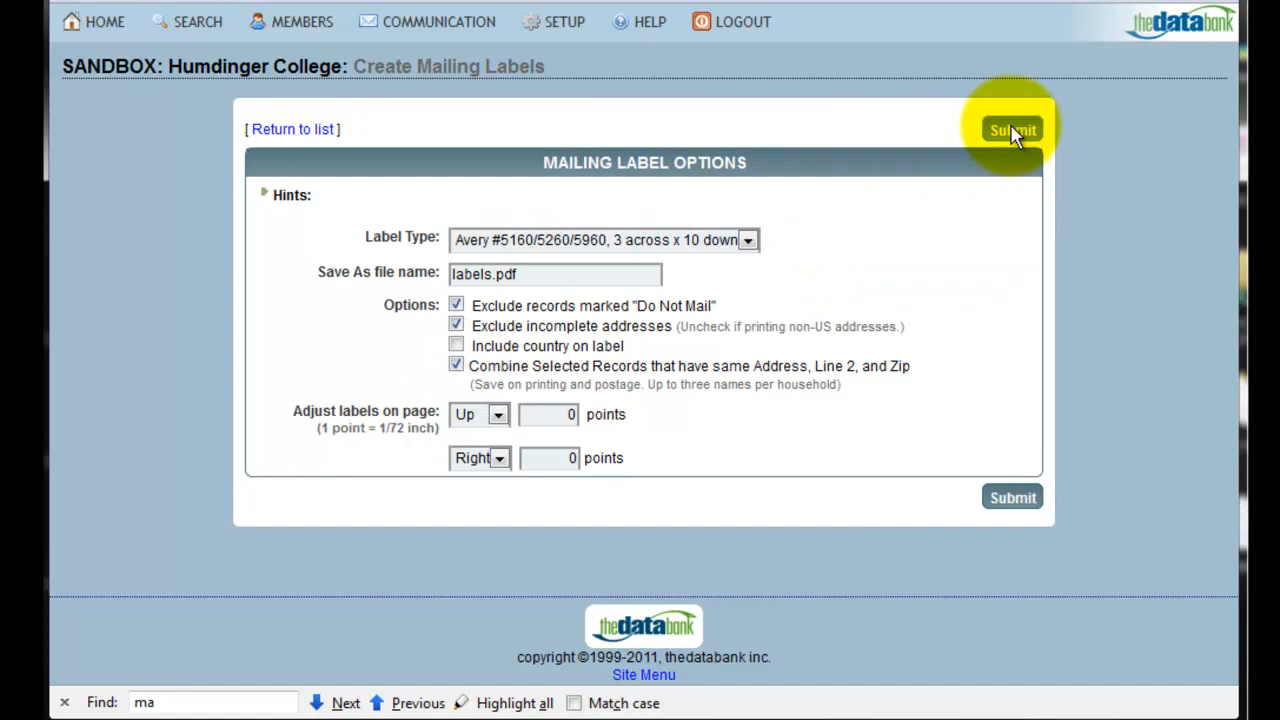 HOME SEARCH MEMBERS COMMUNICATION SETUP HELP LOGOUT thedatabank
SANDBOX: Humdinger College: Create Mailing Labels
[ Return to list ] Submit
MAILING LABEL OPTIONS
Hints:
Label Type: Avery #5160/5260/5960, 3 across x 10 down
Save As file name: labels.pdf
Options: Exclude records marked "Do Not Mail"
Exclude incomplete addresses (Uncheck if printing non-US addresses.)
Include country on label
Combine Selected Records that have same Address, Line 2, and Zip
(Save on printing and postage. Up to three names per household)
Adjust labels on page: Up 0 points
(1 point = 1/72 inch)
Right 0 points
Submit
thedatabank
copyright ©1999-2011, thedatabank inc.
Site Menu
Find: ma Next Previous Highlight all Match case